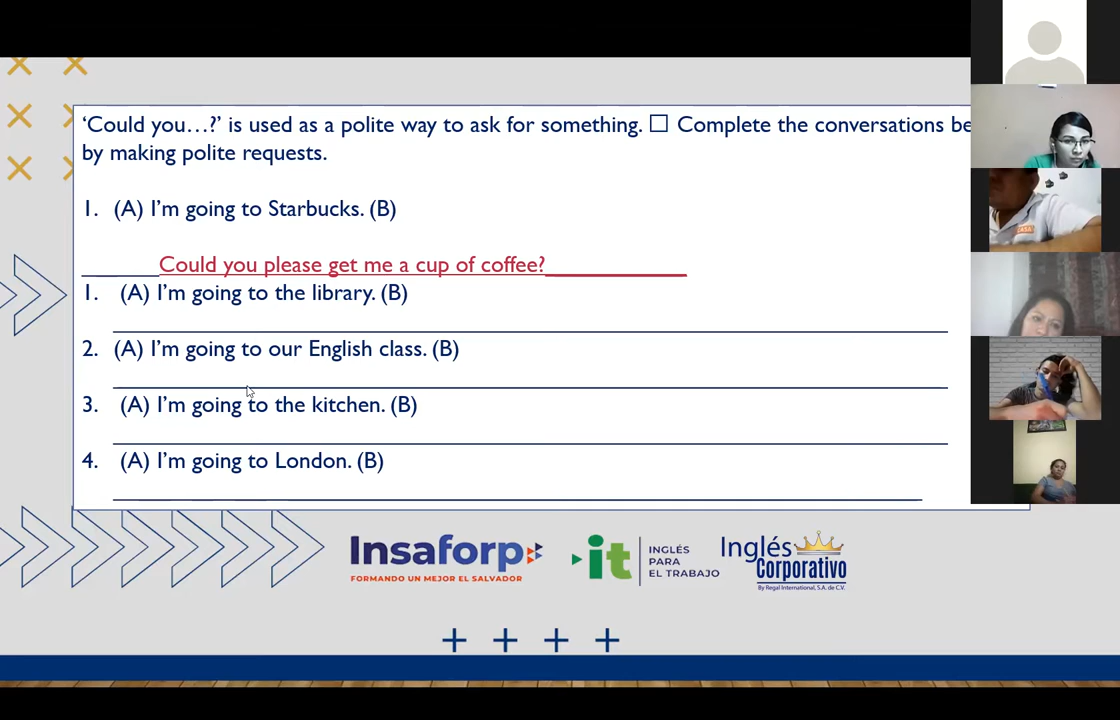 ‘Could you…?’ is used as a polite way to ask for something. ☐ Complete the conversations be
by making polite requests.
1. (A) I’m going to Starbucks. (B)
______Could you please get me a cup of coffee?___________
1. (A) I’m going to the library. (B)
2. (A) I’m going to our English class. (B)
3. (A) I’m going to the kitchen. (B)
4. (A) I’m going to London. (B)
Insaforp
FORMANDO UN MEJOR EL SALVADOR
it
INGLÉS
PARA
EL TRABAJO
Inglés
Corporativo
By Regal International, S.A. de C.V.